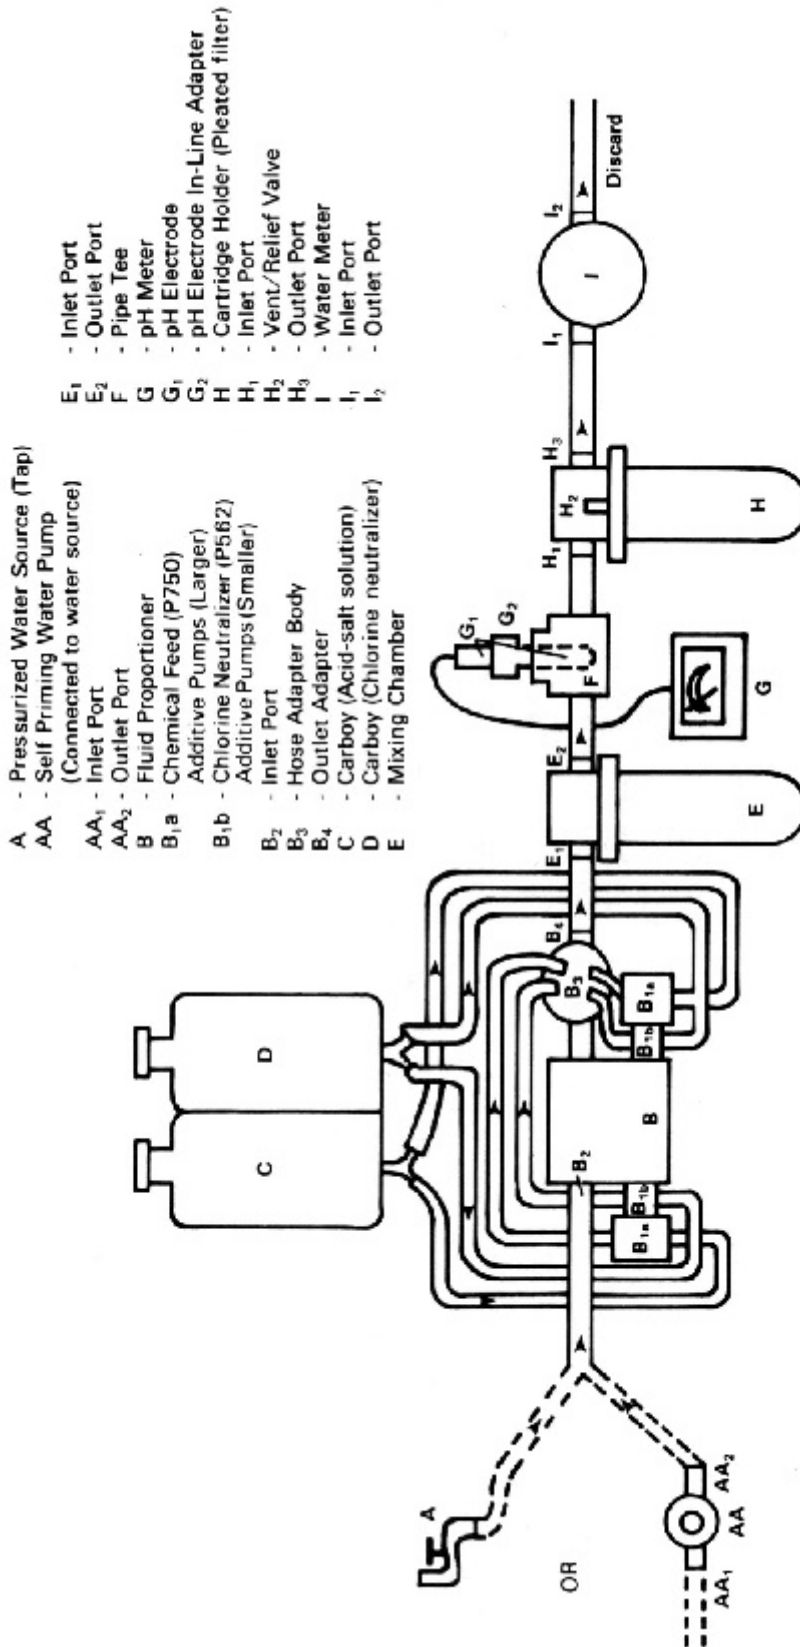 A - Pressurized Water Source (Tap)
AA - Self Priming Water Pump
(Connected to water source)
AA₁ - Inlet Port
AA₂ - Outlet Port
B - Fluid Proportioner
B₁a - Chemical Feed (P750)
Additive Pumps (Larger)
B₁b - Chlorine Neutralizer (P562)
Additive Pumps (Smaller)
B₂ - Inlet Port
B₃ - Hose Adapter Body
B₄ - Outlet Adapter
C - Carboy (Acid-salt solution)
D - Carboy (Chlorine neutralizer)
E - Mixing Chamber
E₁ - Inlet Port
E₂ - Outlet Port
F - Pipe Tee
G - pH Meter
G₁ - pH Electrode
G₂ - pH Electrode In-Line Adapter
H - Cartridge Holder (Pleated filter)
H₁ - Inlet Port
H₂ - Vent/Relief Valve
H₃ - Outlet Port
I - Water Meter
I₁ - Inlet Port
I₂ - Outlet Port
C
D
A
OR
AA₁
AA
AA₂
B₂
B
B₁a
B₁b
B₁b
B₁a
B₃
B₄
E₁
E
E₂
F
G₁
G₂
G
H₁
H₂
H₃
H
I₁
I
I₂
Discard